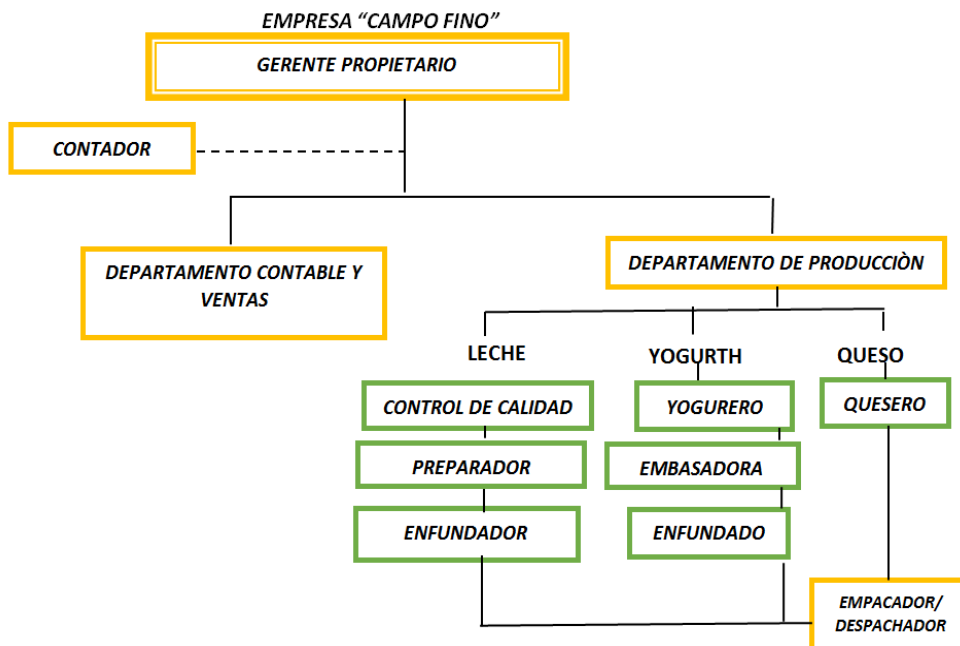 EMPRESA “CAMPO FINO”
GERENTE PROPIETARIO
CONTADOR
DEPARTAMENTO CONTABLE Y
VENTAS
DEPARTAMENTO DE PRODUCCIÒN
LECHE
YOGURTH
QUESO
CONTROL DE CALIDAD
YOGURERO
QUESERO
PREPARADOR
EMBASADORA
ENFUNDADOR
ENFUNDADO
EMPACADOR/
DESPACHADOR